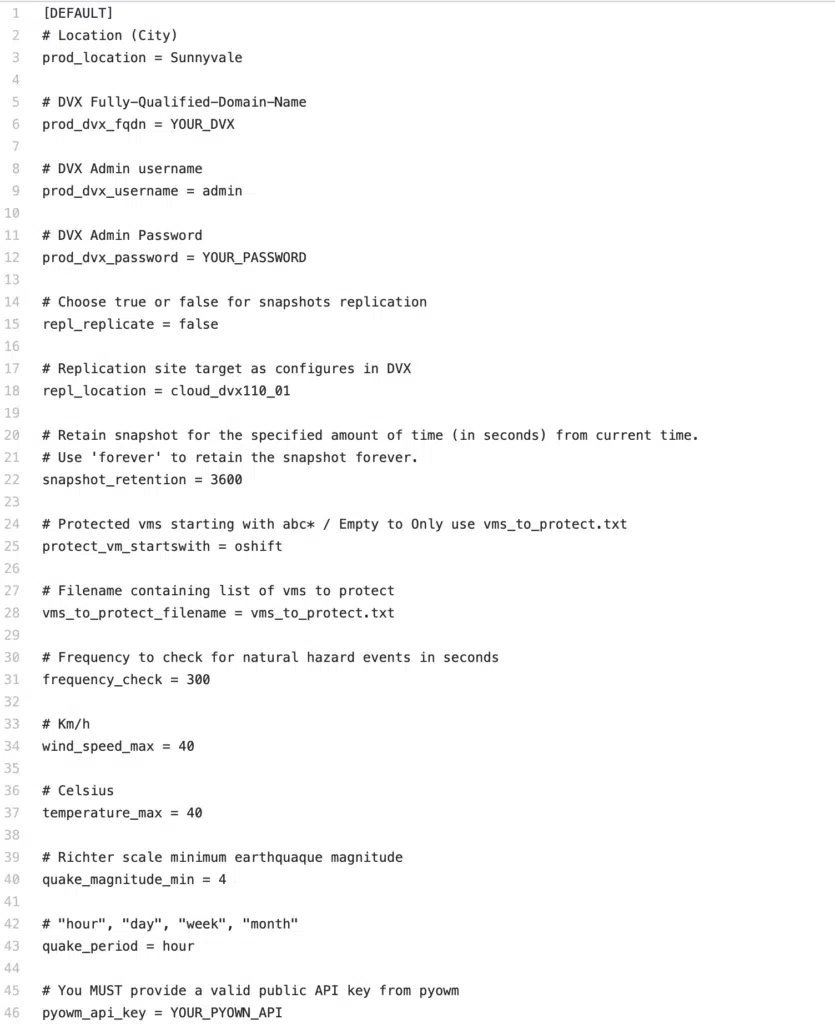 1 [DEFAULT]
2 # Location (City)
3 prod_location = Sunnyvale
4
5 # DVX Fully-Qualified-Domain-Name
6 prod_dvx_fqdn = YOUR_DVX
7
8 # DVX Admin username
9 prod_dvx_username = admin
10
11 # DVX Admin Password
12 prod_dvx_password = YOUR_PASSWORD
13
14 # Choose true or false for snapshots replication
15 repl_replicate = false
16
17 # Replication site target as configures in DVX
18 repl_location = cloud_dvx110_01
19
20 # Retain snapshot for the specified amount of time (in seconds) from current time.
21 # Use 'forever' to retain the snapshot forever.
22 snapshot_retention = 3600
23
24 # Protected vms starting with abc* / Empty to Only use vms_to_protect.txt
25 protect_vm_startswith = oshift
26
27 # Filename containing list of vms to protect
28 vms_to_protect_filename = vms_to_protect.txt
29
30 # Frequency to check for natural hazard events in seconds
31 frequency_check = 300
32
33 # Km/h
34 wind_speed_max = 40
35
36 # Celsius
37 temperature_max = 40
38
39 # Richter scale minimum earthquaque magnitude
40 quake_magnitude_min = 4
41
42 # "hour", "day", "week", "month"
43 quake_period = hour
44
45 # You MUST provide a valid public API key from pyowm
46 pyowm_api_key = YOUR_PYOWN_API